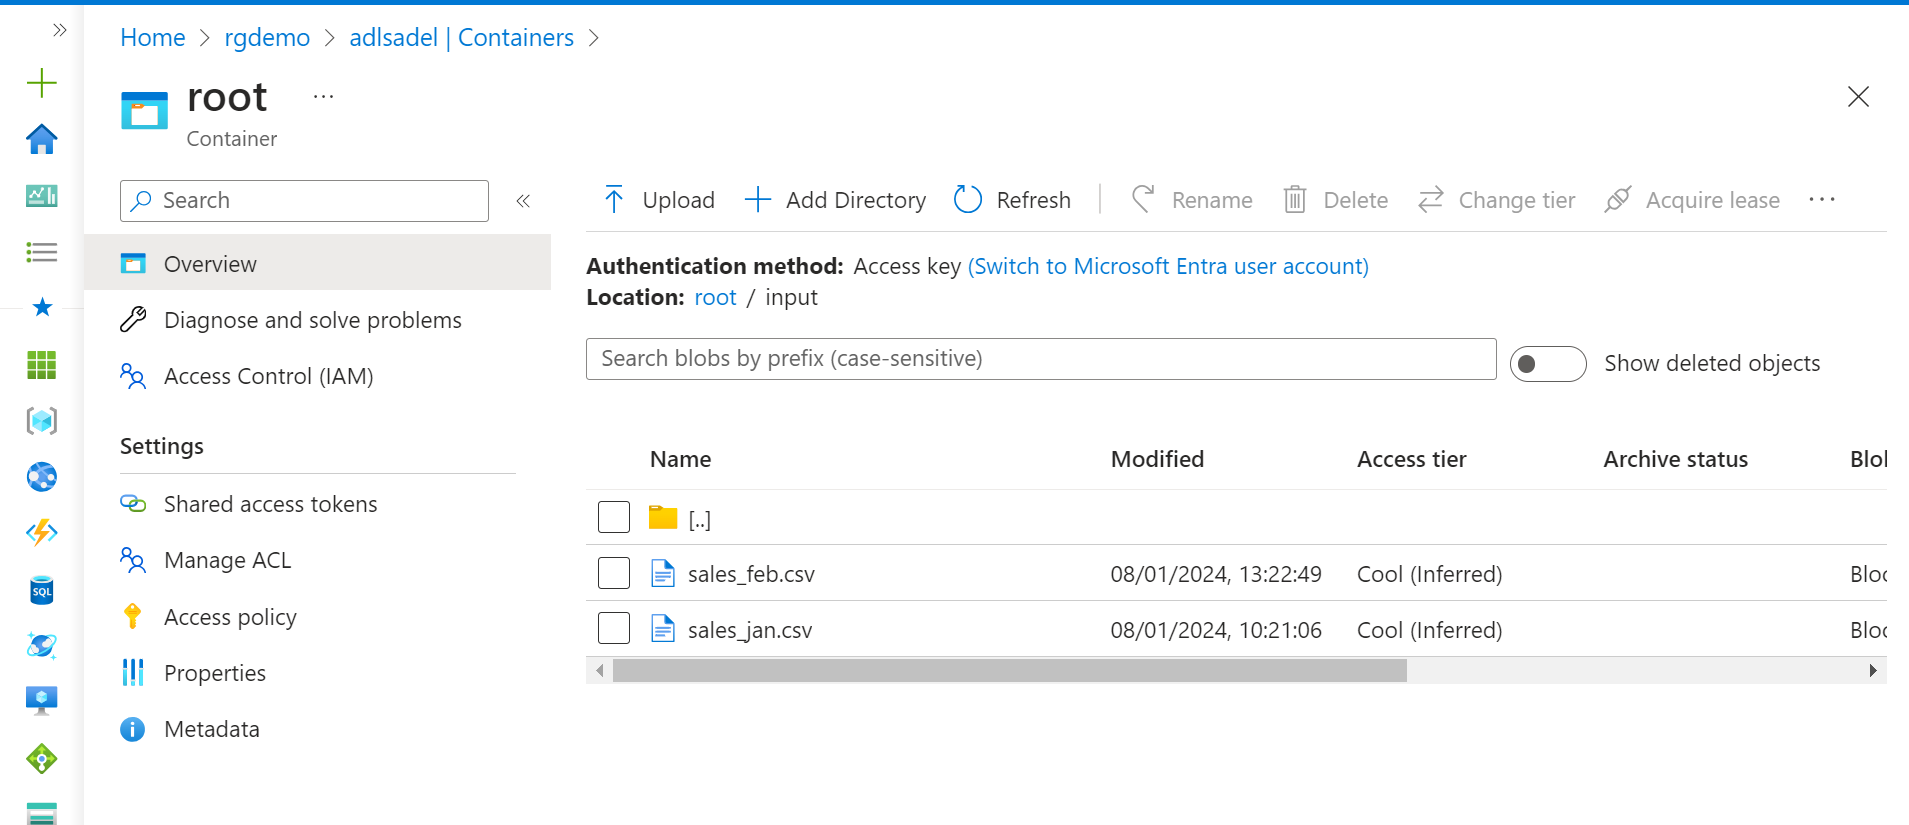 Home > rgdemo > adlsadel | Containers >
root ...
Container
Search
Overview
Diagnose and solve problems
Access Control (IAM)
Settings
Shared access tokens
Manage ACL
Access policy
Properties
Metadata
Upload Add Directory Refresh Rename Delete Change tier Acquire lease ...
Authentication method: Access key (Switch to Microsoft Entra user account)
Location: root / input
Search blobs by prefix (case-sensitive)
Show deleted objects
Name Modified Access tier Archive status
[..]
sales_feb.csv 08/01/2024, 13:22:49 Cool (Inferred)
sales_jan.csv 08/01/2024, 10:21:06 Cool (Inferred)
SQL